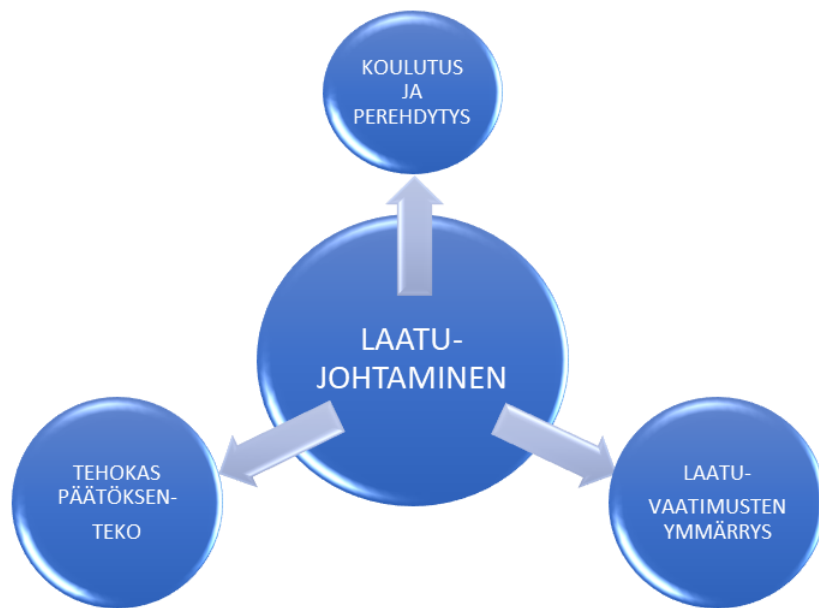 KOULUTUS
JA
PEREHDYTYS
LAATU-
JOHTAMINEN
TEHOKAS
PÄÄTÖKSEN-
TEKO
LAATU-
VAATIMUSTEN
YMMÄRRYS